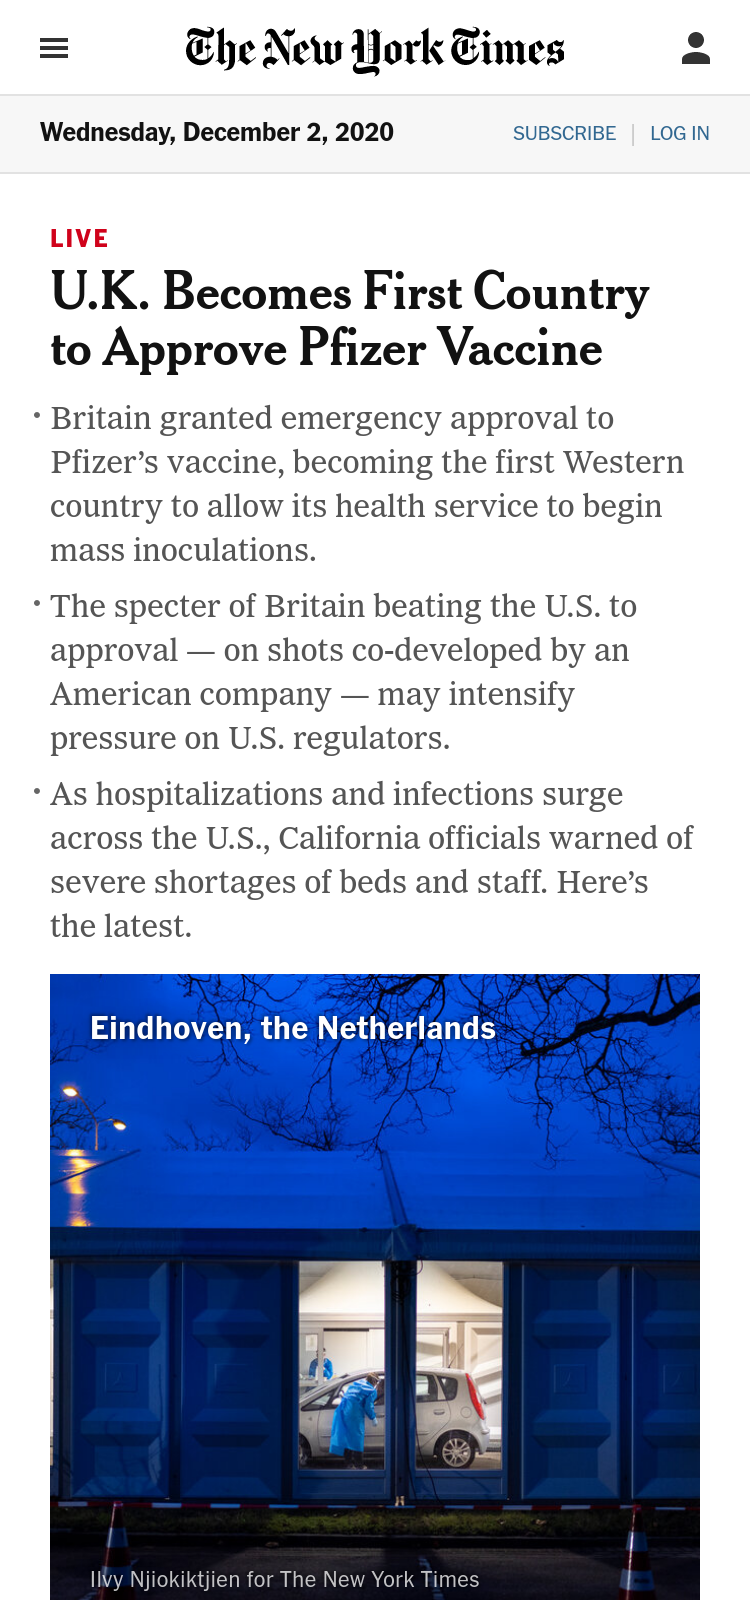 The New York Times
Wednesday, December 2, 2020
SUBSCRIBE | LOG IN
LIVE
U.K. Becomes First Country
to Approve Pfizer Vaccine
• Britain granted emergency approval to
Pfizer’s vaccine, becoming the first Western
country to allow its health service to begin
mass inoculations.
• The specter of Britain beating the U.S. to
approval — on shots co-developed by an
American company — may intensify
pressure on U.S. regulators.
• As hospitalizations and infections surge
across the U.S., California officials warned of
severe shortages of beds and staff. Here’s
the latest.
Eindhoven, the Netherlands
Ilvy Njiokiktjien for The New York Times